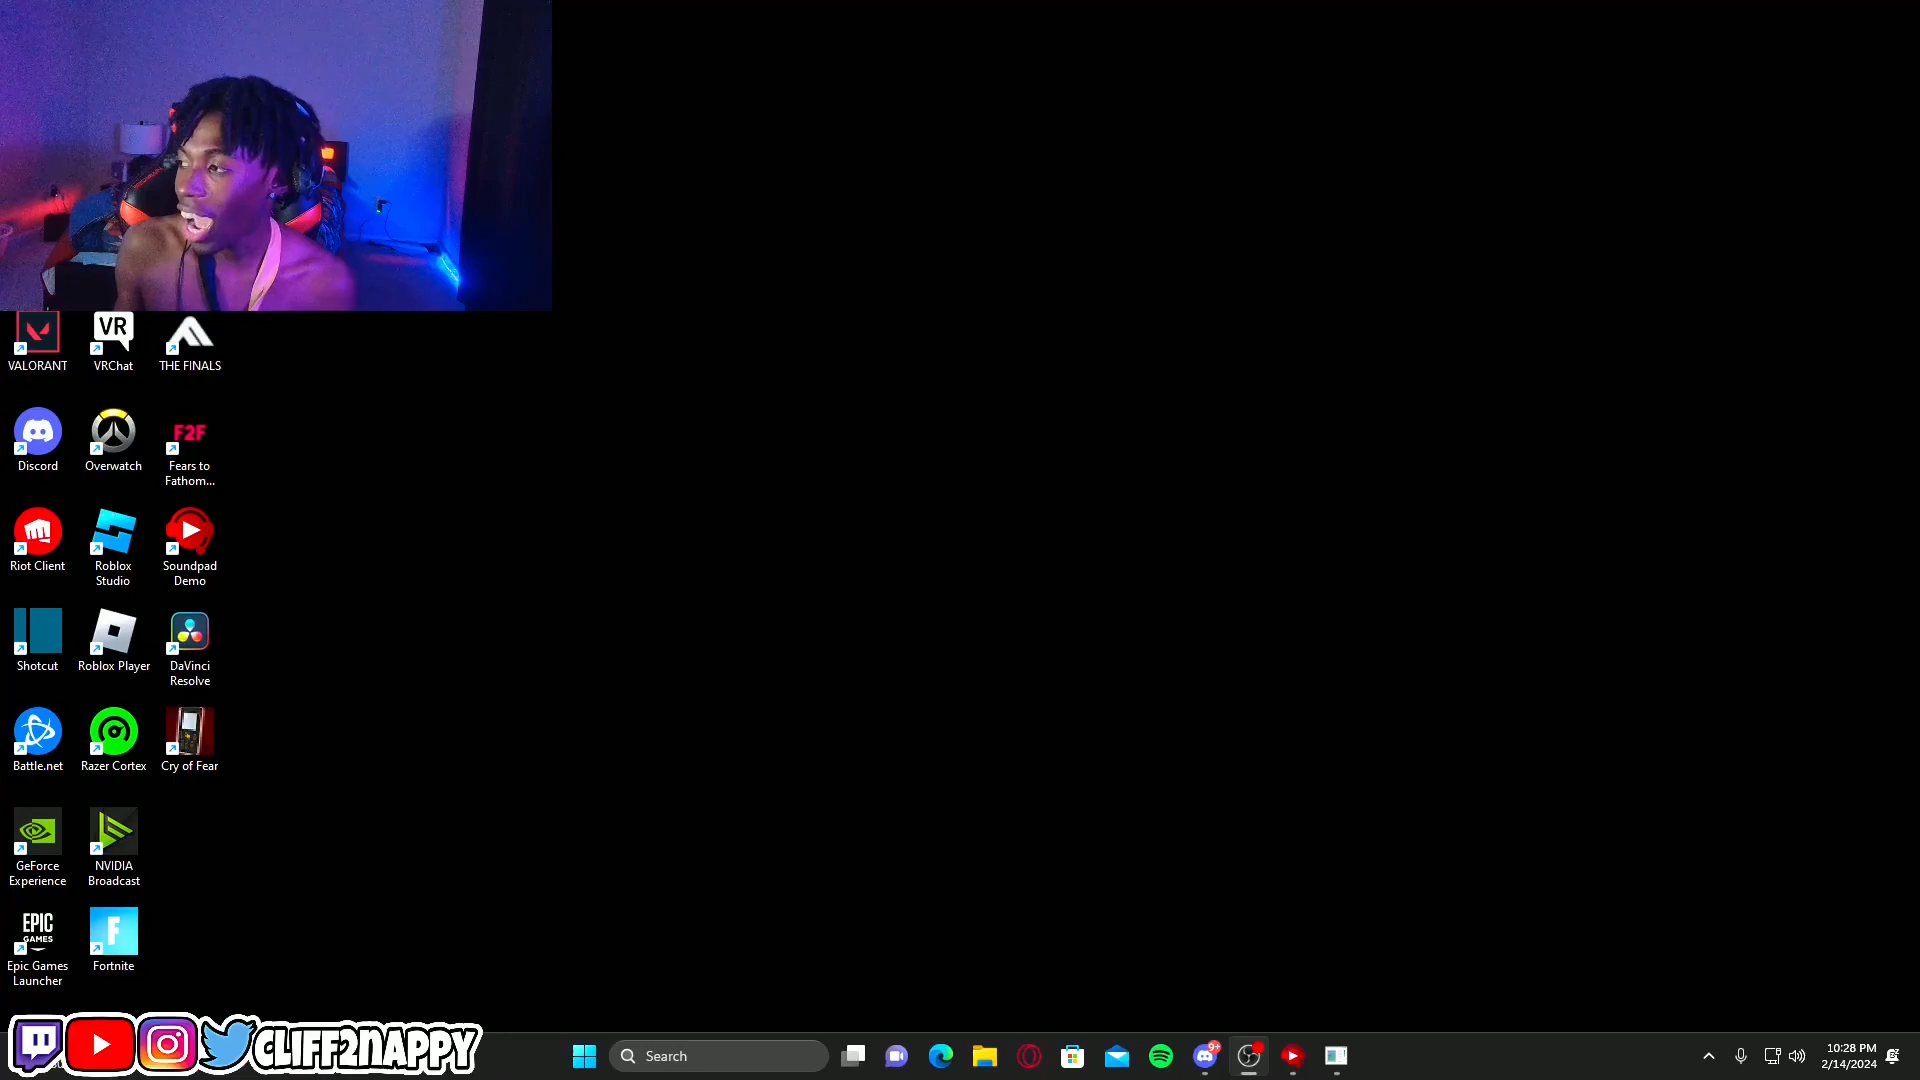 VR
VALORANT
VRChat
THE FINALS
F2F
Discord
Overwatch
Fears to
Fathom...
Riot Client
Roblox
Studio
Soundpad
Demo
Shotcut
Roblox Player
DaVinci
Resolve
Battle.net
Razer Cortex
Cry of Fear
GeForce
Experience
NVIDIA
Broadcast
EPIC
GAMES
F
Epic Games
Launcher
Fortnite
CLIFF2NAPPY
Search
9+
10:28 PM
2/14/2024